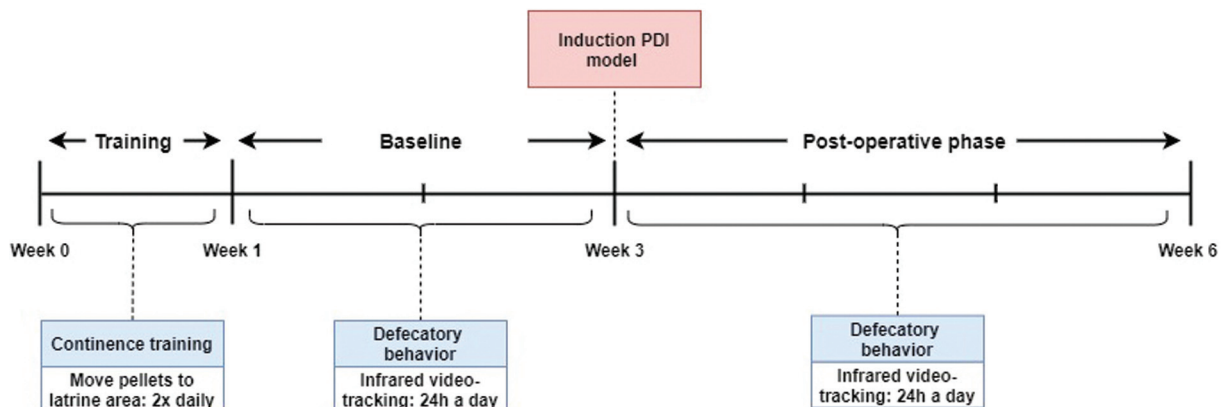 Induction PDI
model
Training
Baseline
Post-operative phase
Week 0
Week 1
Week 3
Week 6
Continence training
Move pellets to
latrine area: 2x daily
Defecatory
behavior
Infrared video-
tracking: 24h a day
Defecatory
behavior
Infrared video-
tracking: 24h a day